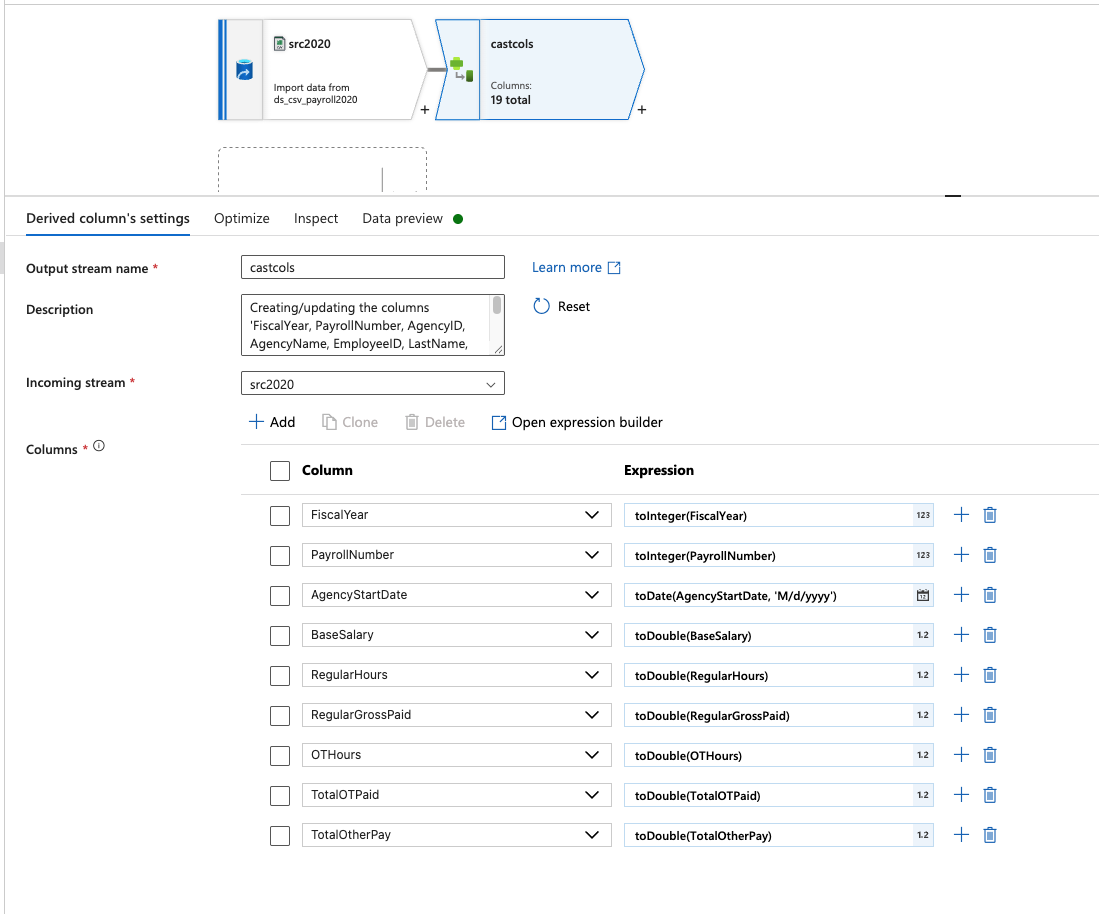 src2020
Import data from
ds_csv_payroll2020
+
castcols
Columns:
19 total
+
Derived column's settings
Optimize
Inspect
Data preview
Output stream name *
castcols
Learn more
Description
Creating/updating the columns
'FiscalYear, PayrollNumber, AgencyID,
AgencyName, EmployeeID, LastName,
Reset
Incoming stream *
src2020
+ Add
Clone
Delete
Open expression builder
Columns *
Column
Expression
FiscalYear
toInteger(FiscalYear)
123
PayrollNumber
toInteger(PayrollNumber)
123
AgencyStartDate
toDate(AgencyStartDate, 'M/d/yyyy')
12
BaseSalary
toDouble(BaseSalary)
1.2
RegularHours
toDouble(RegularHours)
1.2
RegularGrossPaid
toDouble(RegularGrossPaid)
1.2
OTHours
toDouble(OTHours)
1.2
TotalOTPaid
toDouble(TotalOTPaid)
1.2
TotalOtherPay
toDouble(TotalOtherPay)
1.2